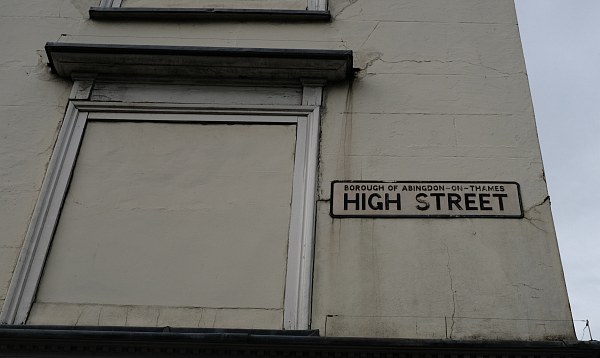 BOROUGH OF ABINGDON-ON-THAMES
HIGH STREET